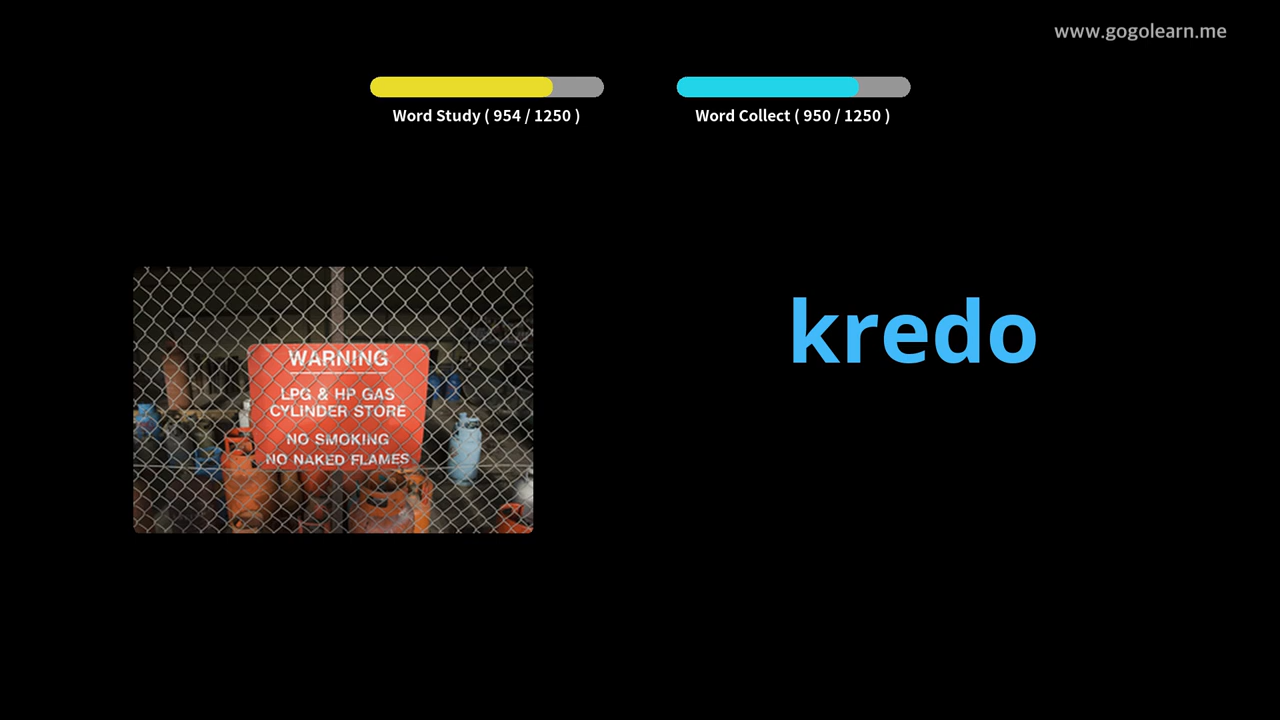 www.gogolearn.me
Word Study ( 954 / 1250 )
Word Collect ( 950 / 1250 )
kredo
WARNING
LPG & HP GAS
CYLINDER STORE
NO SMOKING
NO NAKED FLAMES